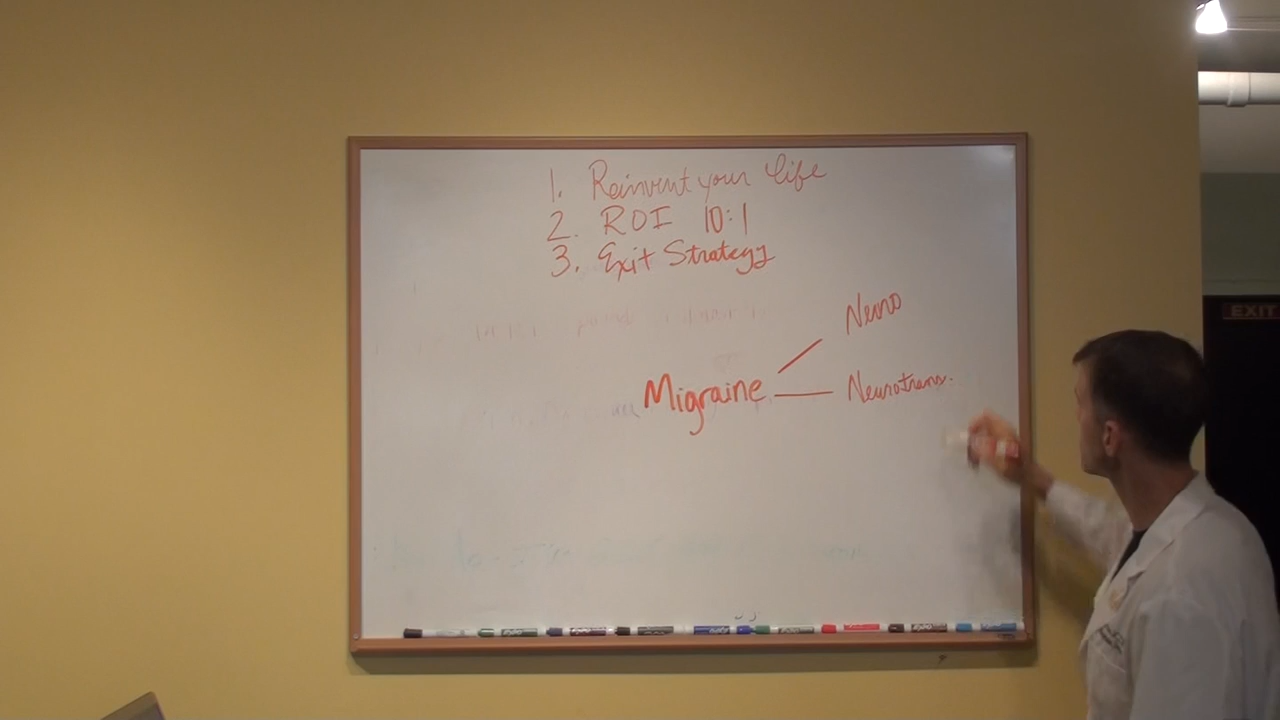 1. Reinvent your life
2. ROI 10:1
3. Exit Strategy
Neuro
Migraine
Neurotrans.
EXIT